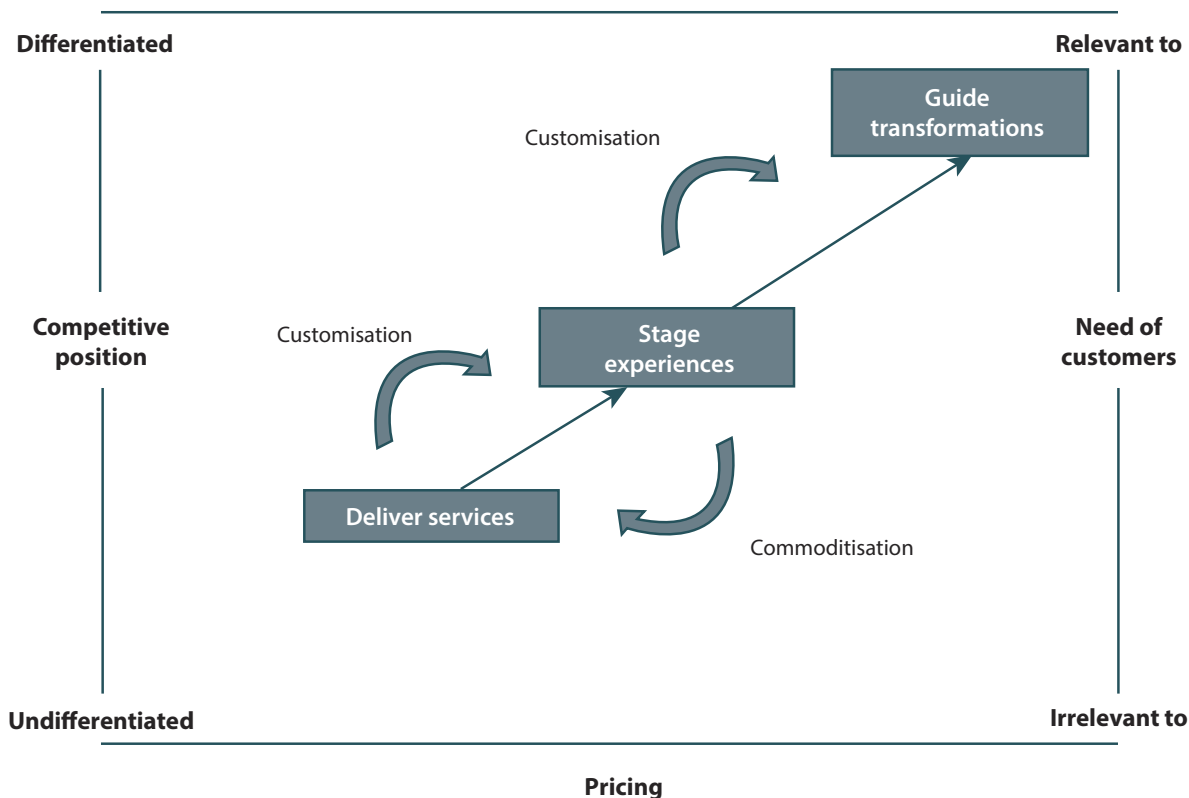 Differentiated
Relevant to
Guide
transformations
Customisation
Competitive
position
Customisation
Stage
experiences
Need of
customers
Deliver services
Commoditisation
Undifferentiated
Irrelevant to
Pricing